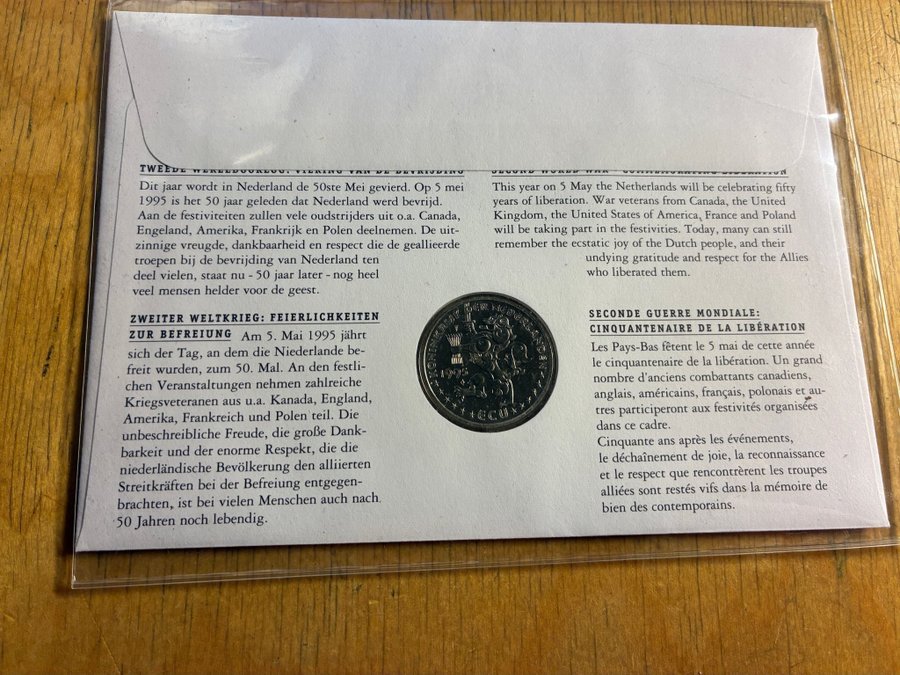 TWEEDE WERELDOORLOG: VIERING VAN DE BEVRIJDING
Dit jaar wordt in Nederland de 50ste Mei gevierd. Op 5 mei
1995 is het 50 jaar geleden dat Nederland werd bevrijd.
Aan de festiviteiten zullen vele oudstrijders uit o.a. Canada,
Engeland, Amerika, Frankrijk en Polen deelnemen. De uit-
zinnige vreugde, dankbaarheid en respect die de geallieerde
troepen bij de bevrijding van Nederland ten
deel vielen, staat nu - 50 jaar later - nog heel
veel mensen helder voor de geest.
SECOND WORLD WAR - COMMEMORATING LIBERATION
This year on 5 May the Netherlands will be celebrating fifty
years of liberation. War veterans from Canada, the United
Kingdom, the United States of America, France and Poland
will be taking part in the festivities. Today, many can still
remember the ecstatic joy of the Dutch people, and their
undying gratitude and respect for the Allies
who liberated them.
ZWEITER WELTKRIEG: FEIERLICHKEITEN
ZUR BEFREIUNG Am 5. Mai 1995 jährt
sich der Tag, an dem die Niederlande be-
freit wurden, zum 50. Mal. An den festli-
chen Veranstaltungen nehmen zahlreiche
Kriegsveteranen aus u.a. Kanada, England,
Amerika, Frankreich und Polen teil. Die
unbeschreibliche Freude, die große Dank-
barkeit und der enorme Respekt, die die
niederländische Bevölkerung den alliierten
Streitkräften bei der Befreiung entgegen-
brachten, ist bei vielen Menschen auch nach
50 Jahren noch lebendig.
KONINKRIJK DER NEDERLANDEN
1995
ECU
SECONDE GUERRE MONDIALE:
CINQUANTENAIRE DE LA LIBÉRATION
Les Pays-Bas fêtent le 5 mai de cette année
le cinquantenaire de la libération. Un grand
nombre d'anciens combattants canadiens,
anglais, américains, français, polonais et au-
tres participeront aux festivités organisées
dans ce cadre.
Cinquante ans après les événements,
le déchaînement de joie, la reconnaissance
et le respect que rencontrèrent les troupes
alliées sont restés vifs dans la mémoire de
bien des contemporains.